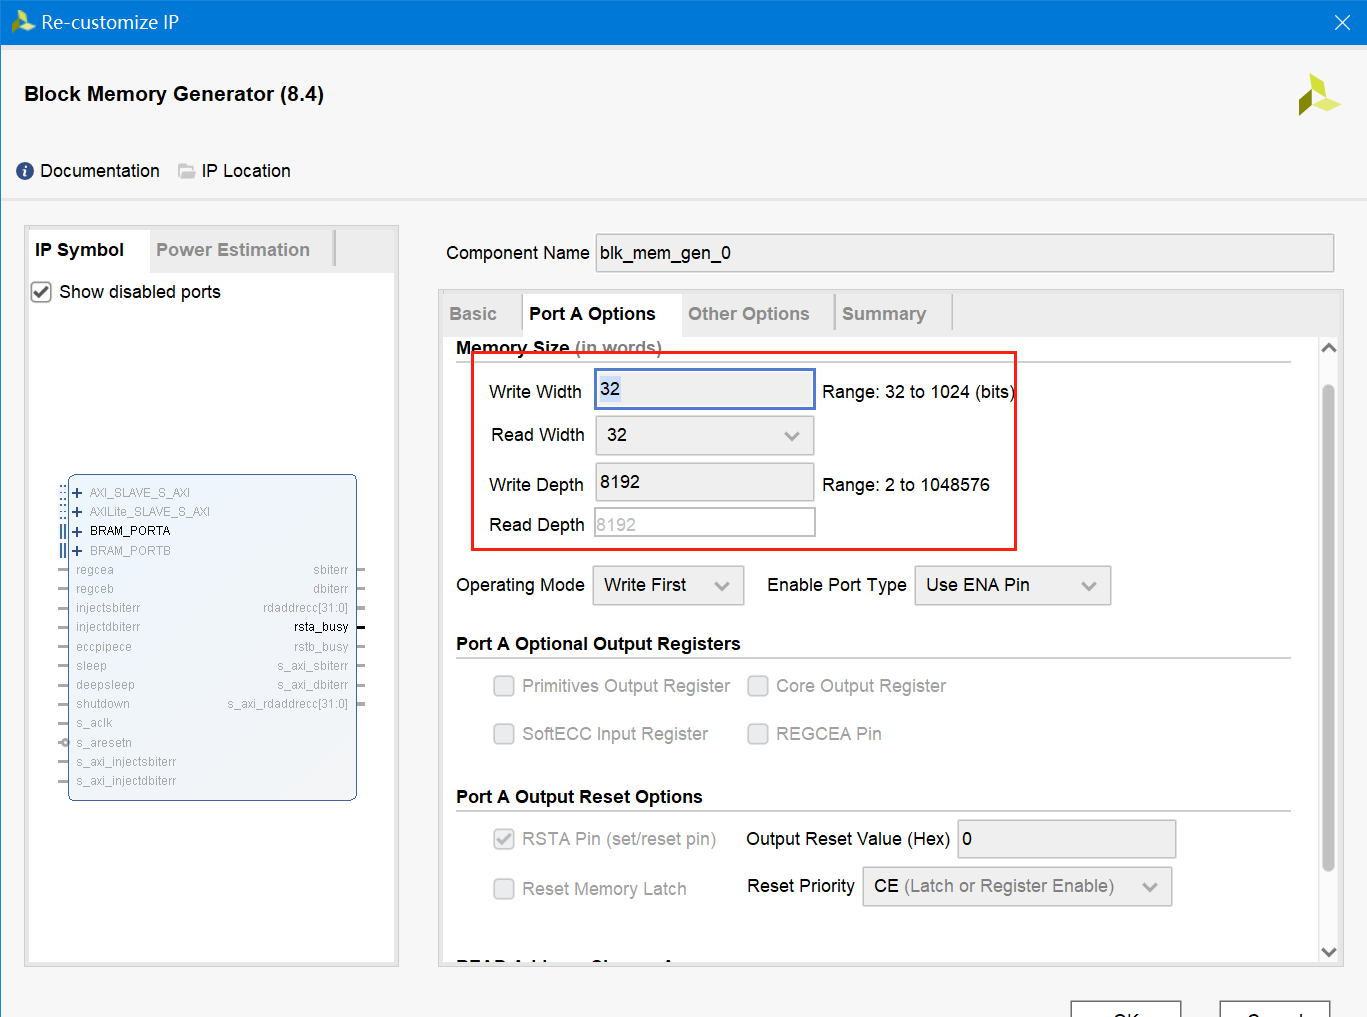 Re-customize IP
Block Memory Generator (8.4)
Documentation IP Location
IP Symbol Power Estimation
Show disabled ports
AXI_SLAVE_S_AXI
AXILite_SLAVE_S_AXI
BRAM_PORTA
BRAM_PORTB
regcea sbiterr
regceb dbiterr
injectsbiterr rdaddrecc[31:0]
injectdbiterr rsta_busy
eccpipece rstb_busy
sleep s_axi_sbiterr
deepsleep s_axi_dbiterr
shutdown s_axi_rdaddrecc[31:0]
s_aclk
s_aresetn
s_axi_injectsbiterr
s_axi_injectdbiterr
Component Name blk_mem_gen_0
Basic Port A Options Other Options Summary
Memory Size (in words)
Write Width 32 Range: 32 to 1024 (bits)
Read Width 32
Write Depth 8192 Range: 2 to 1048576
Read Depth 8192
Operating Mode Write First Enable Port Type Use ENA Pin
Port A Optional Output Registers
Primitives Output Register Core Output Register
SoftECC Input Register REGCEA Pin
Port A Output Reset Options
RSTA Pin (set/reset pin) Output Reset Value (Hex) 0
Reset Memory Latch Reset Priority CE (Latch or Register Enable)